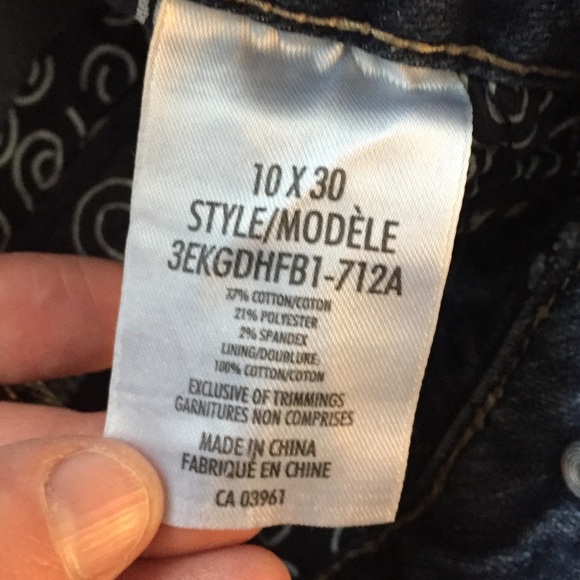 10 X 30
STYLE/MODÈLE
3EKGDHFB1-712A
77% COTTON/COTON
21% POLYESTER
2% SPANDEX
LINING/DOUBLURE:
100% COTTON/COTON
EXCLUSIVE OF TRIMMINGS
GARNITURES NON COMPRISES
MADE IN CHINA
FABRIQUÉ EN CHINE
CA 03961